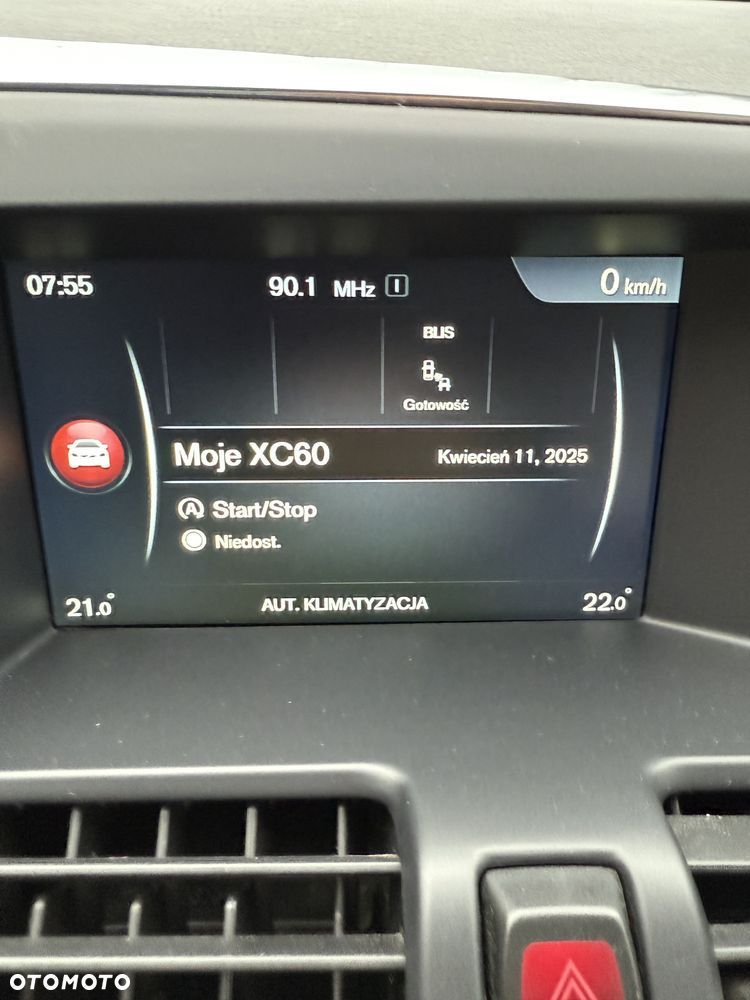 07:55 90.1 MHz I 0 km/h
BLIS
Gotowość
Moje XC60 Kwiecień 11, 2025
A Start/Stop
Niedost.
21.0° AUT. KLIMATYZACJA 22.0°
OTOMOTO